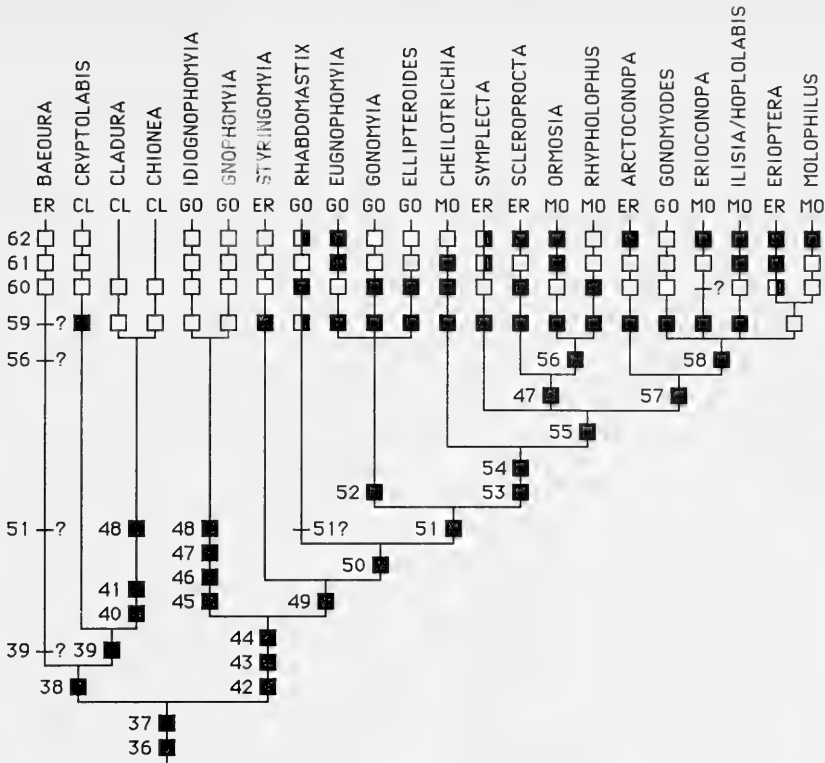 BAEOURA
CRYPTOLABIS
CLADURA
CHIONEA
IDIOGNOPHOMYIA
GNOPHOMYIA
STYRINGOMYIA
RHABDOMASTIX
EUGNOPHOMYIA
GONOMYIA
ELLIPTEROIDES
CHEILOTRICHIA
SYMPLECTA
SCLEROPROCTA
ORMOSIA
RHYPHOLOPHUS
ARCTOCONOPA
GONOMYODES
ERIOCONOPA
ILISIA/HOPLOLABIS
ERIOPTERA
MOLOPHILUS
ER CL CL CL GO GO ER GO GO GO GO MO ER ER MO MO ER GO MO MO ER MO
62
61
60 ?
59 ?
56 ? 56 58
47 57
55
54
52 53
51 ? 48 48 51? 51
47
50
46
41 45 49
40
44
39 ? 39 43
38 42
37
36